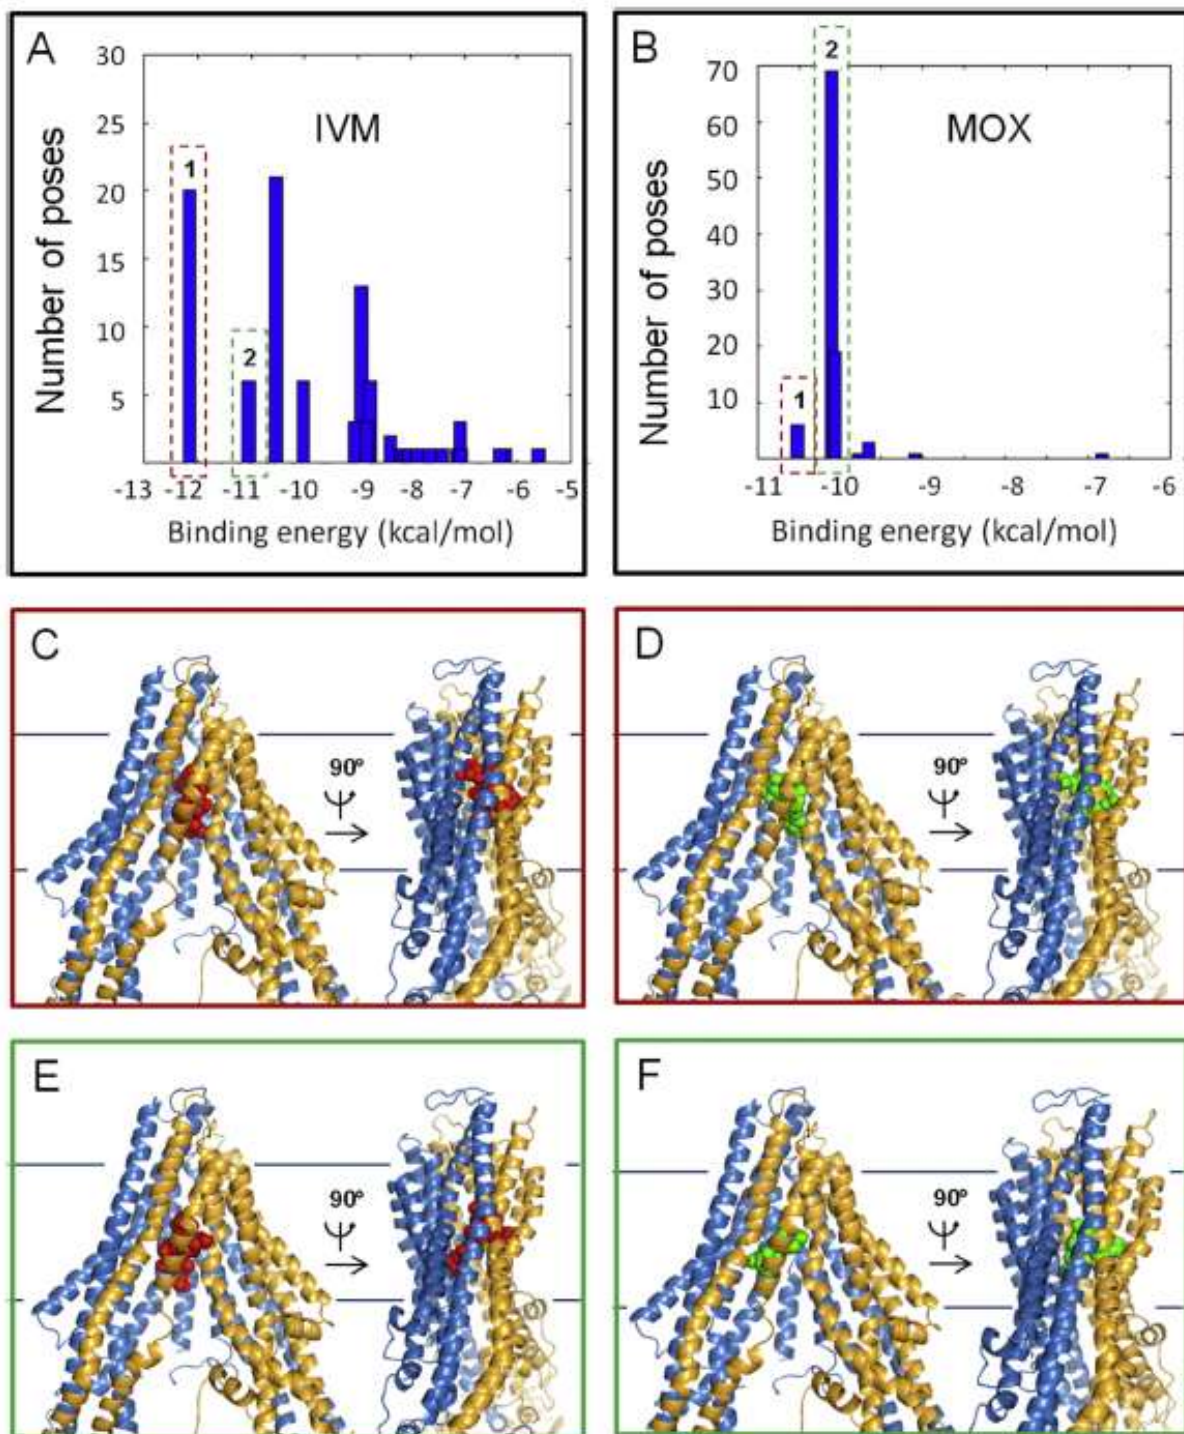 A
IVM
Number of poses
30
25
20
15
10
5
1
2
-13 -12 -11 -10 -9 -8 -7 -6 -5
Binding energy (kcal/mol)
B
MOX
Number of poses
70
60
50
40
30
20
10
1
2
-11 -10 -9 -8 -7 -6
Binding energy (kcal/mol)
C
90°
D
90°
E
90°
F
90°